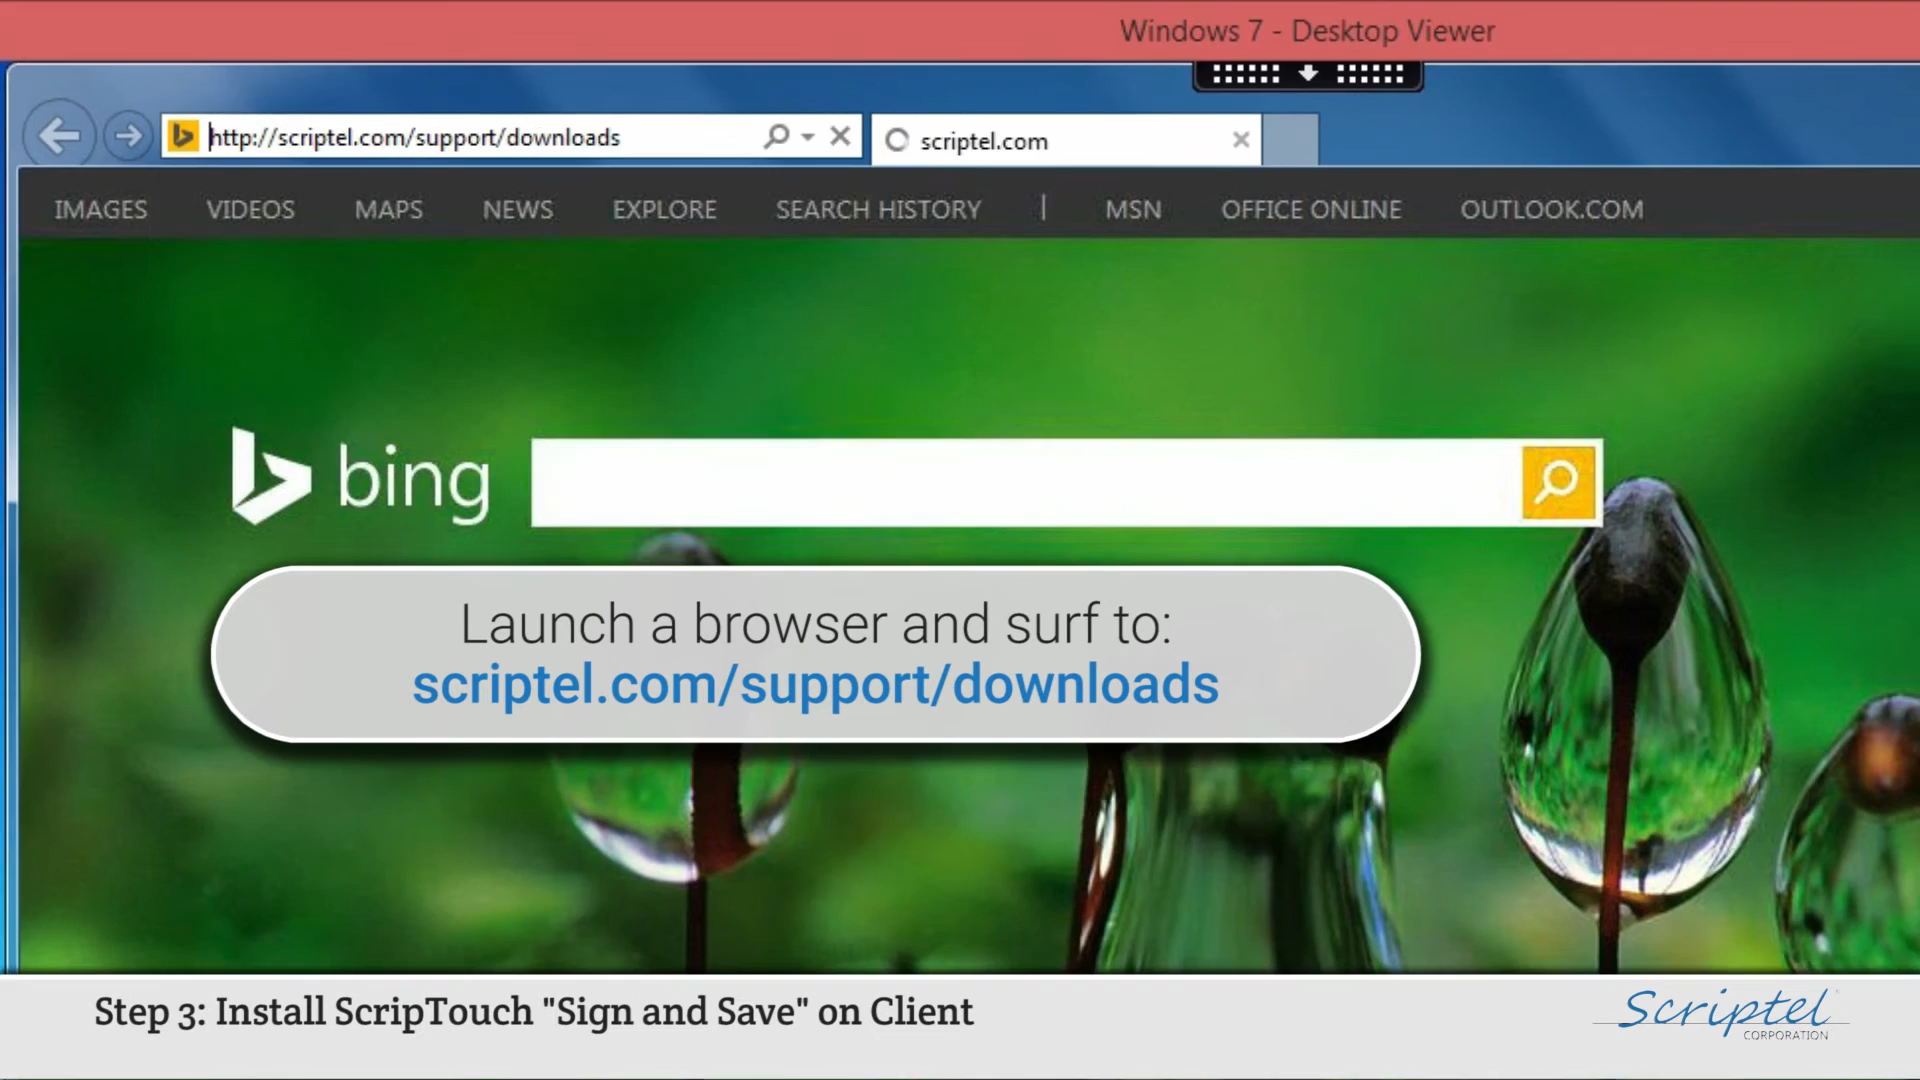 Windows 7 - Desktop Viewer
http://scriptel.com/support/downloads
scriptel.com
IMAGES VIDEOS MAPS NEWS EXPLORE SEARCH HISTORY | MSN OFFICE ONLINE OUTLOOK.COM
bing
Launch a browser and surf to:
scriptel.com/support/downloads
Step 3: Install ScripTouch "Sign and Save" on Client
Scriptel
CORPORATION